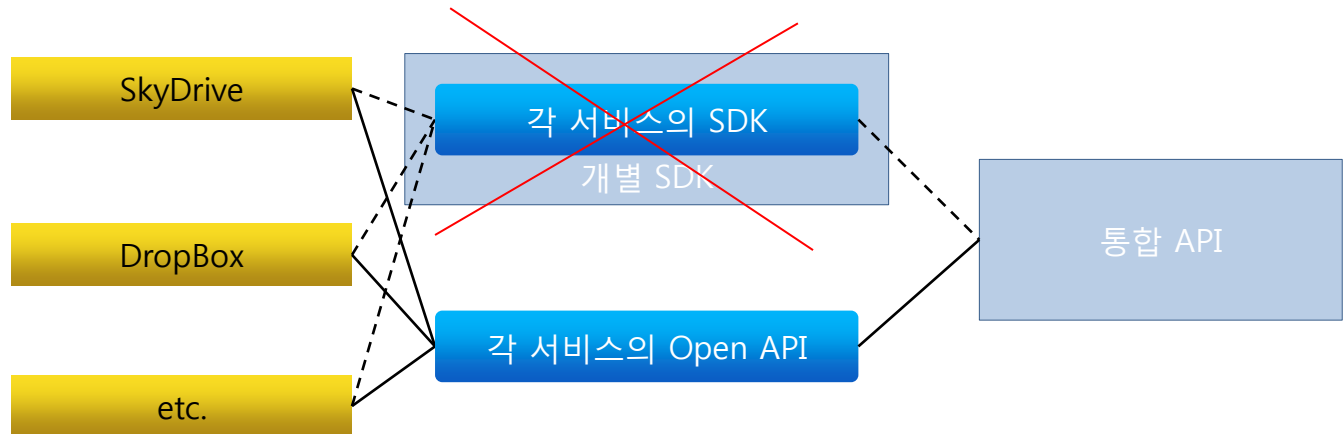 SkyDrive
각 서비스의 SDK
개별 SDK
DropBox
통합 API
각 서비스의 Open API
etc.